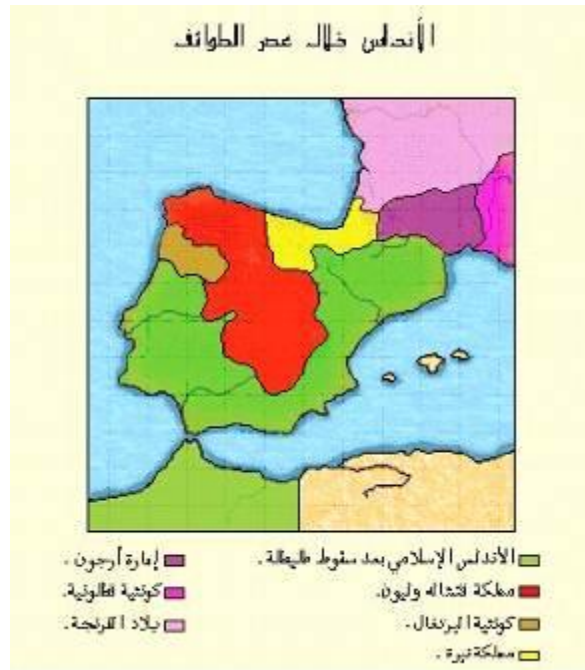 الأندلس خلال عصر الطوائف
الأندلس الإسلامي بعد سقوط طليطلة.
مملكة قشتاله وليون.
كونتية البرتغال.
مملكة نبرة.
إمارة أرجون.
كونتية قطلونية.
بلاد الفرنجة.